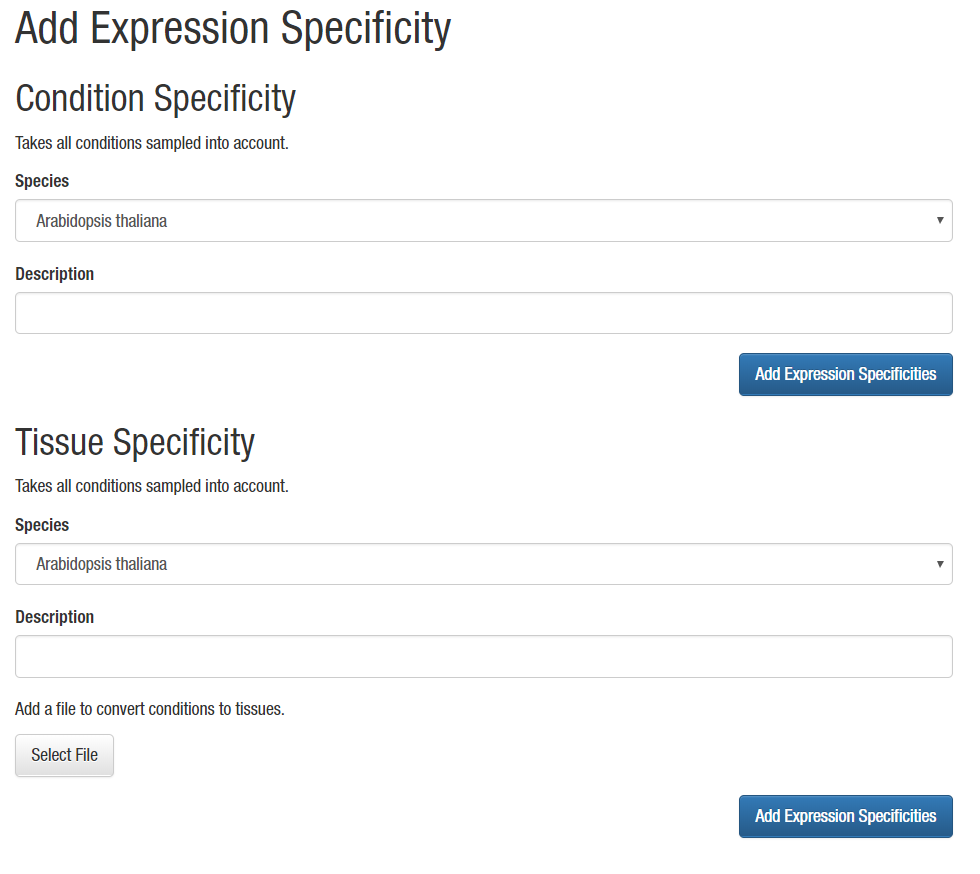 Add Expression Specificity
Condition Specificity
Takes all conditions sampled into account.
Species
Arabidopsis thaliana
Description
Add Expression Specificities
Tissue Specificity
Takes all conditions sampled into account.
Species
Arabidopsis thaliana
Description
Add a file to convert conditions to tissues.
Select File
Add Expression Specificities